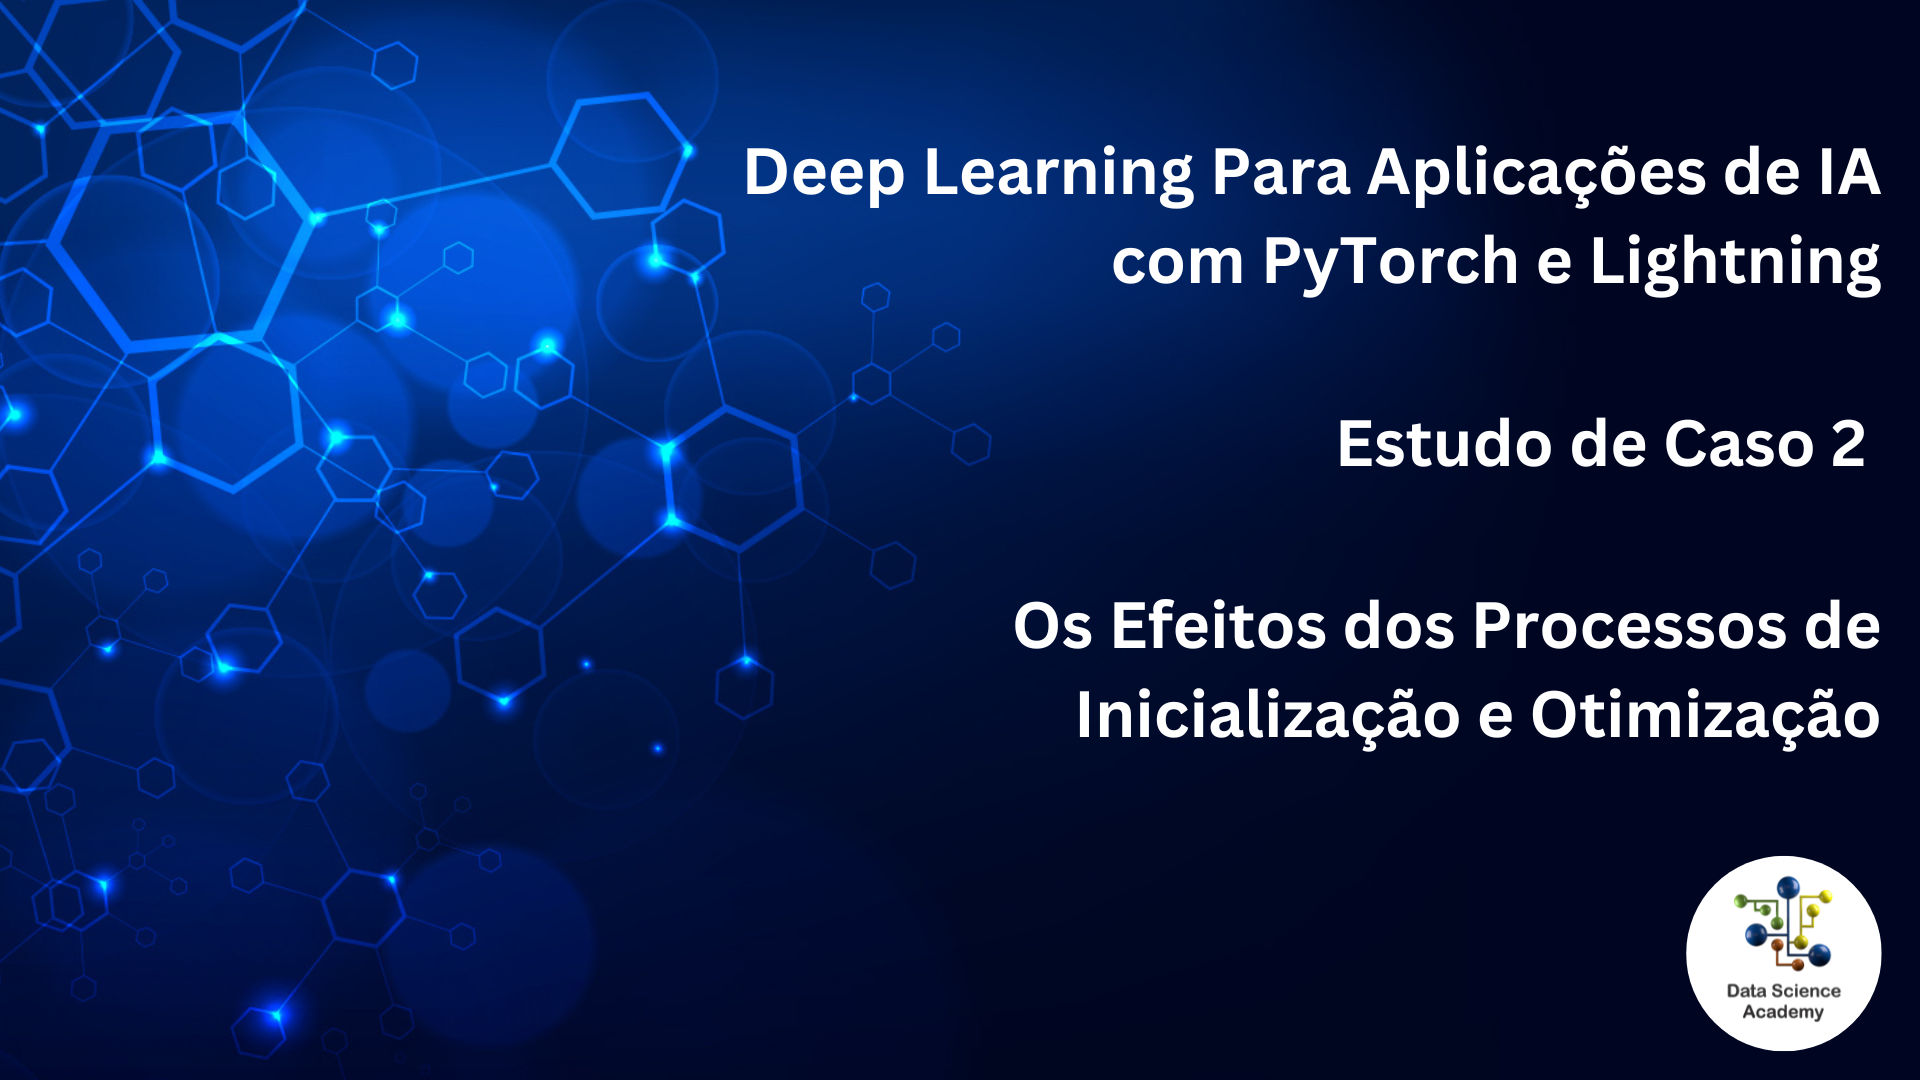 Deep Learning Para Aplicações de IA
com PyTorch e Lightning
Estudo de Caso 2
Os Efeitos dos Processos de
Inicialização e Otimização
Data Science
Academy